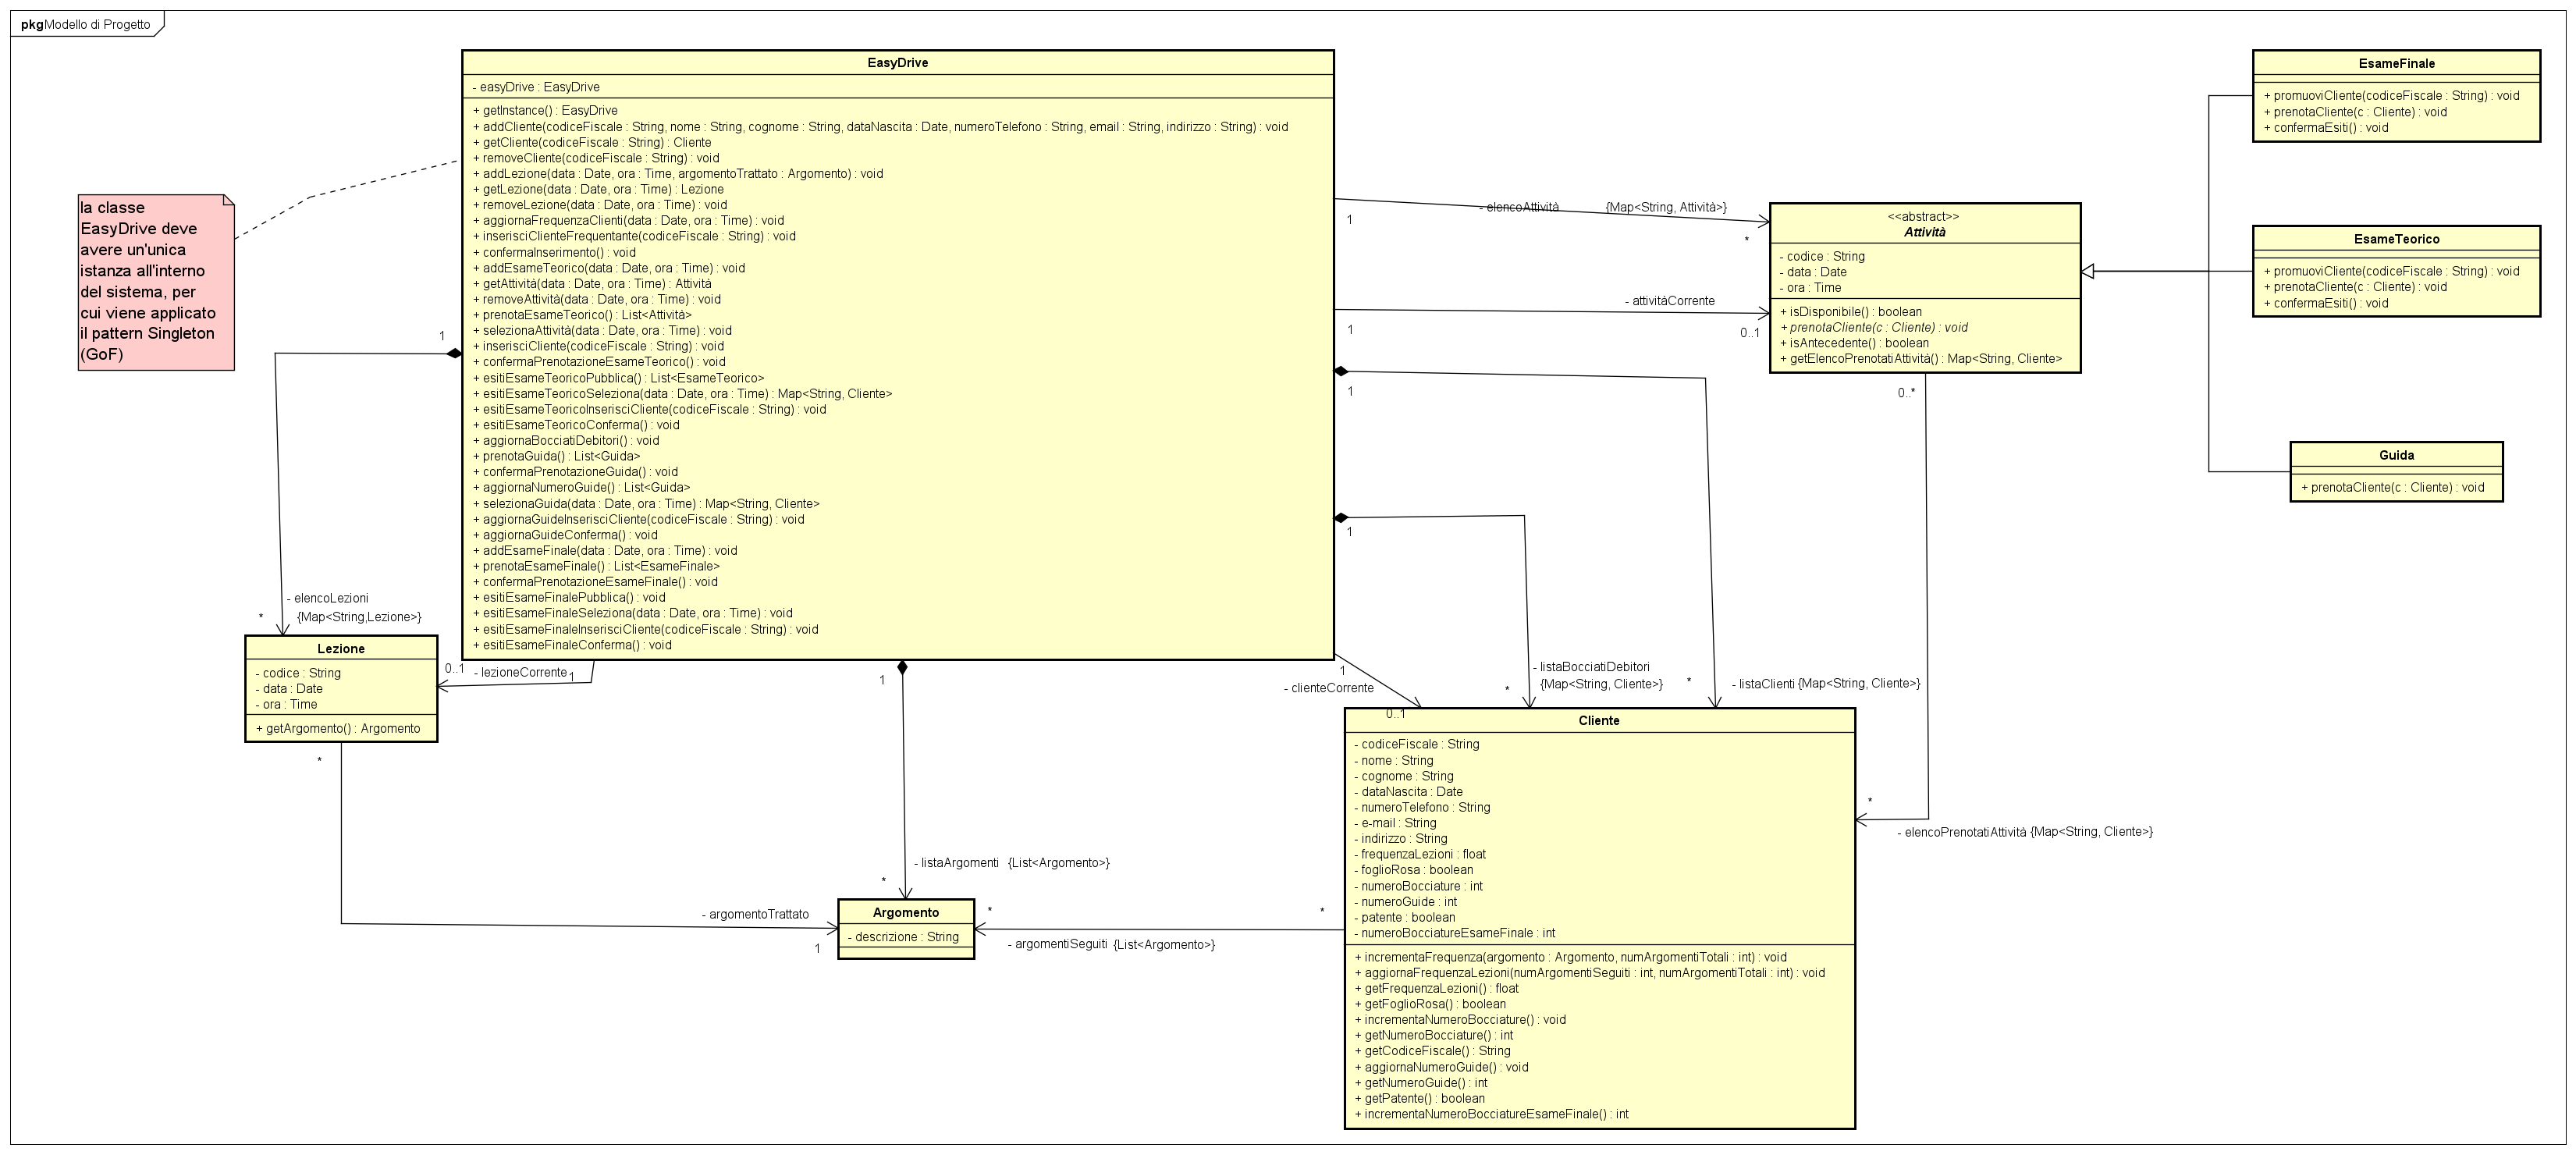 pkg Modello di Progetto
EasyDrive
- easyDrive : EasyDrive
+ getInstance() : EasyDrive
+ addCliente(codiceFiscale : String, nome : String, cognome : String, dataNascita : Date, numeroTelefono : String, email : String, indirizzo : String) : void
+ getCliente(codiceFiscale : String) : Cliente
+ removeCliente(codiceFiscale : String) : void
+ addLezione(data : Date, ora : Time, argomentoTrattato : Argomento) : void
+ getLezione(data : Date, ora : Time) : Lezione
+ removeLezione(data : Date, ora : Time) : void
+ aggiornaFrequenzaClienti(data : Date, ora : Time) : void
+ inserisciClienteFrequentante(codiceFiscale : String) : void
+ confermaInserimento() : void
+ addEsameTeorico(data : Date, ora : Time) : void
+ getAttività(data : Date, ora : Time) : Attività
+ removeAttività(data : Date, ora : Time) : void
+ prenotaEsameTeorico() : List<Attività>
+ selezionaAttività(data : Date, ora : Time) : void
+ inserisciCliente(codiceFiscale : String) : void
+ confermaPrenotazioneEsameTeorico() : void
+ esitiEsameTeoricoPubblica() : List<EsameTeorico>
+ esitiEsameTeoricoSeleziona(data : Date, ora : Time) : Map<String, Cliente>
+ esitiEsameTeoricoInserisciCliente(codiceFiscale : String) : void
+ esitiEsameTeoricoConferma() : void
+ aggiornaBocciatiDebitori() : void
+ prenotaGuida() : List<Guida>
+ confermaPrenotazioneGuida() : void
+ aggiornaNumeroGuide() : List<Guida>
+ selezionaGuida(data : Date, ora : Time) : Map<String, Cliente>
+ aggiornaGuideInserisciCliente(codiceFiscale : String) : void
+ aggiornaGuideConferma() : void
+ addEsameFinale(data : Date, ora : Time) : void
+ prenotaEsameFinale() : List<EsameFinale>
+ confermaPrenotazioneEsameFinale() : void
+ esitiEsameFinalePubblica() : void
+ esitiEsameFinaleSeleziona(data : Date, ora : Time) : void
+ esitiEsameFinaleInserisciCliente(codiceFiscale : String) : void
+ esitiEsameFinaleConferma() : void
la classe
EasyDrive deve
avere un'unica
istanza all'interno
del sistema, per
cui viene applicato
il pattern Singleton
(GoF)
1
- elencoAttività {Map<String, Attività>}
*
1
- attivitàCorrente
0..1
<<abstract>>
Attività
- codice : String
- data : Date
- ora : Time
+ isDisponibile() : boolean
+ prenotaCliente(c : Cliente) : void
+ isAntecedente() : boolean
+ getElencoPrenotatiAttività() : Map<String, Cliente>
EsameFinale
+ promuoviCliente(codiceFiscale : String) : void
+ prenotaCliente(c : Cliente) : void
+ confermaEsiti() : void
EsameTeorico
+ promuoviCliente(codiceFiscale : String) : void
+ prenotaCliente(c : Cliente) : void
+ confermaEsiti() : void
Guida
+ prenotaCliente(c : Cliente) : void
1
- elencoLezioni
* {Map<String,Lezione>}
Lezione
- codice : String
- data : Date
- ora : Time
+ getArgomento() : Argomento
0..1 - lezioneCorrente 1
1
1
1
- listaBocciatiDebitori
* {Map<String, Cliente>}
* - listaClienti {Map<String, Cliente>}
1
- clienteCorrente
0..1
0..*
*
- elencoPrenotatiAttività {Map<String, Cliente>}
Cliente
- codiceFiscale : String
- nome : String
- cognome : String
- dataNascita : Date
- numeroTelefono : String
- e-mail : String
- indirizzo : String
- frequenzaLezioni : float
- foglioRosa : boolean
- numeroBocciature : int
- numeroGuide : int
- patente : boolean
- numeroBocciatureEsameFinale : int
+ incrementaFrequenza(argomento : Argomento, numArgomentiTotali : int) : void
+ aggiornaFrequenzaLezioni(numArgomentiSeguiti : int, numArgomentiTotali : int) : void
+ getFrequenzaLezioni() : float
+ getFoglioRosa() : boolean
+ incrementaNumeroBocciature() : void
+ getNumeroBocciature() : int
+ getCodiceFiscale() : String
+ aggiornaNumeroGuide() : void
+ getNumeroGuide() : int
+ getPatente() : boolean
+ incrementaNumeroBocciatureEsameFinale() : int
*
- argomentoTrattato
1
- listaArgomenti {List<Argomento>}
*
Argomento
- descrizione : String
* *
- argomentiSeguiti {List<Argomento>}